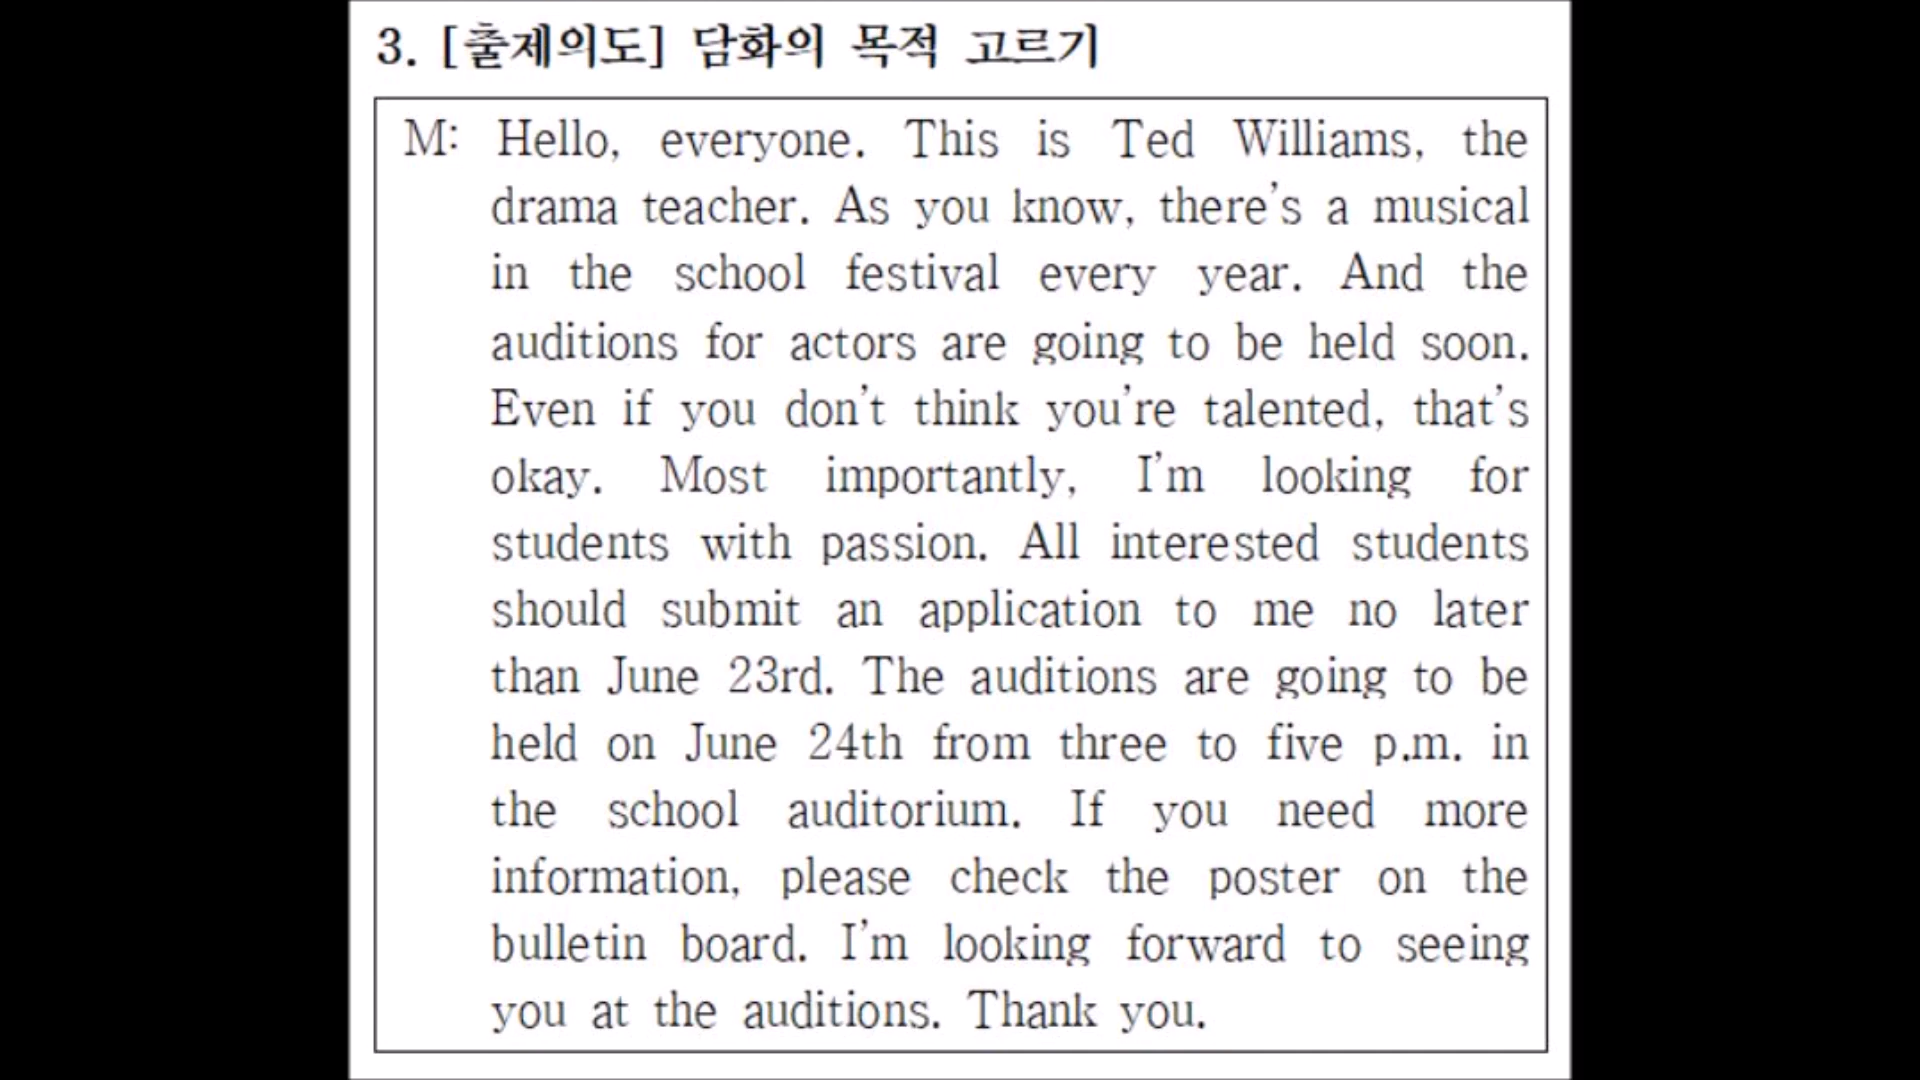 3. [출제의도] 담화의 목적 고르기
M: Hello, everyone. This is Ted Williams, the
drama teacher. As you know, there's a musical
in the school festival every year. And the
auditions for actors are going to be held soon.
Even if you don't think you're talented, that's
okay. Most importantly, I'm looking for
students with passion. All interested students
should submit an application to me no later
than June 23rd. The auditions are going to be
held on June 24th from three to five p.m. in
the school auditorium. If you need more
information, please check the poster on the
bulletin board. I'm looking forward to seeing
you at the auditions. Thank you.